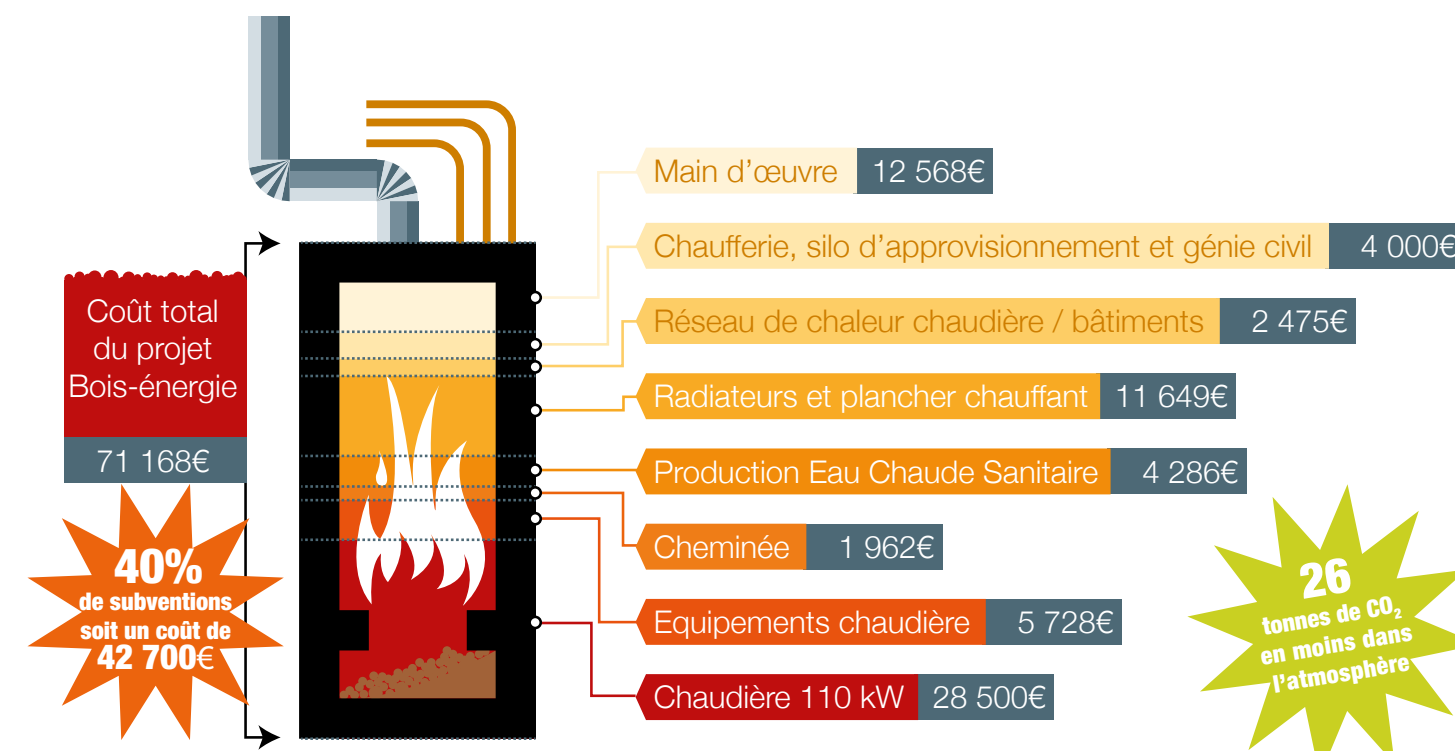 Main d'œuvre 12 568€
Chaufferie, silo d'approvisionnement et génie civil 4 000€
Réseau de chaleur chaudière / bâtiments 2 475€
Radiateurs et plancher chauffant 11 649€
Production Eau Chaude Sanitaire 4 286€
Cheminée 1 962€
Equipements chaudière 5 728€
Chaudière 110 kW 28 500€
Coût total
du projet
Bois-énergie
71 168€
40%
de subventions
soit un coût de
42 700€
26
tonnes de CO₂
en moins dans
l'atmosphère